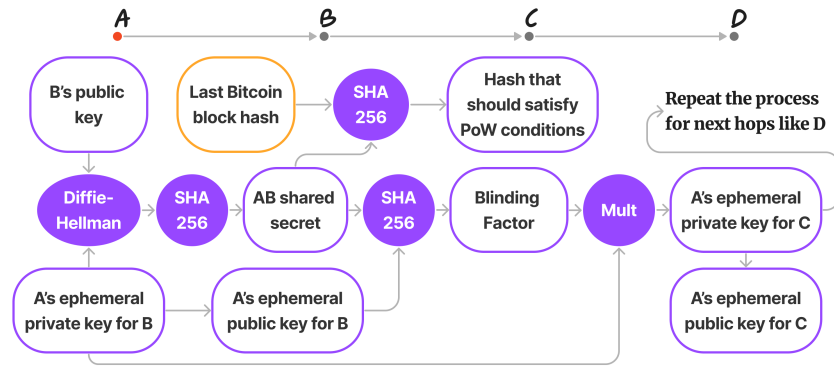 A
B
C
D
B's public
key
Last Bitcoin
block hash
SHA
256
Hash that
should satisfy
PoW conditions
Repeat the process
for next hops like D
Diffie-
Hellman
SHA
256
AB shared
secret
SHA
256
Blinding
Factor
Mult
A's ephemeral
private key for C
A's ephemeral
private key for B
A's ephemeral
public key for B
A's ephemeral
public key for C